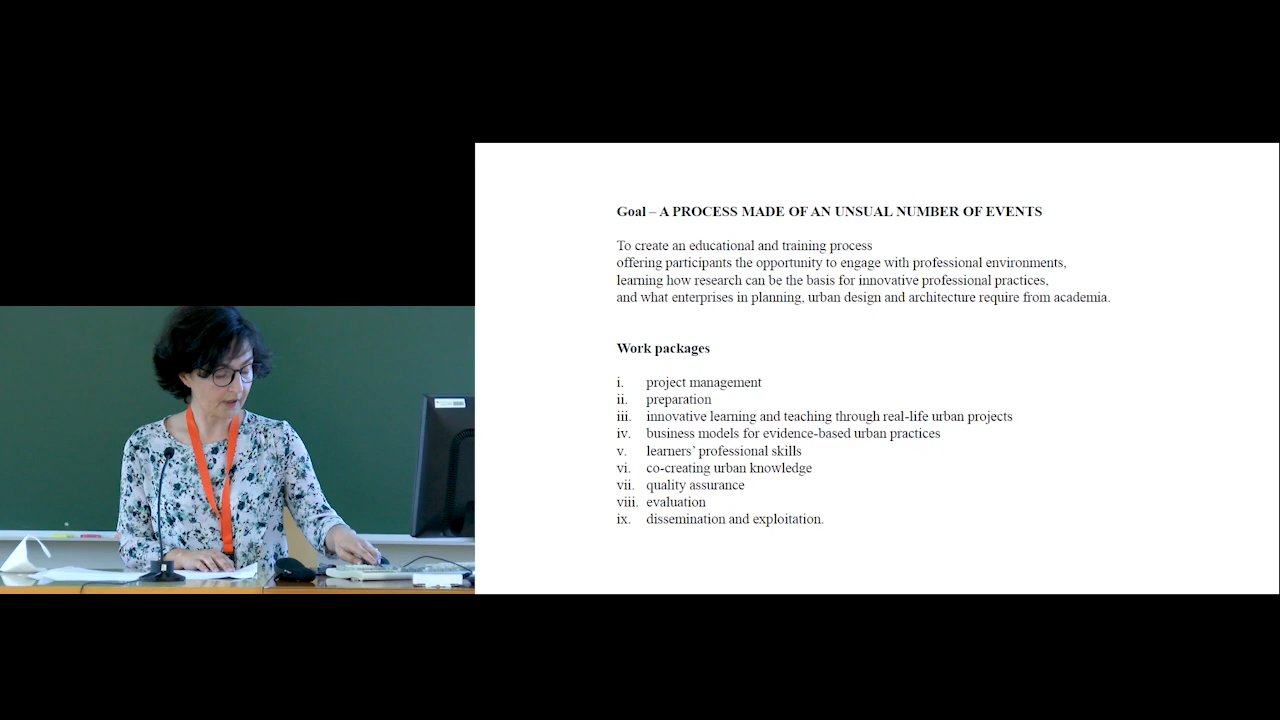 Goal – A PROCESS MADE OF AN UNSUAL NUMBER OF EVENTS
To create an educational and training process
offering participants the opportunity to engage with professional environments,
learning how research can be the basis for innovative professional practices,
and what enterprises in planning, urban design and architecture require from academia.
Work packages
i. project management
ii. preparation
iii. innovative learning and teaching through real-life urban projects
iv. business models for evidence-based urban practices
v. learners' professional skills
vi. co-creating urban knowledge
vii. quality assurance
viii. evaluation
ix. dissemination and exploitation.